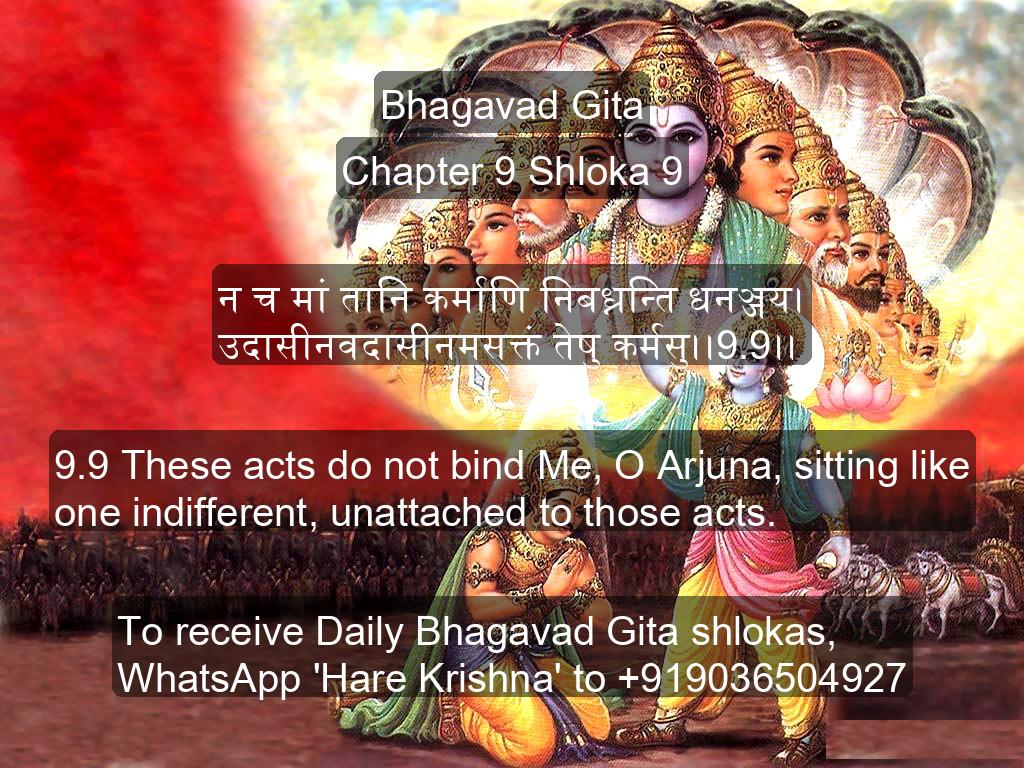 Bhagavad Gita
Chapter 9 Shloka 9
न च मां तानि कर्माणि निबध्नन्ति धनञ्जय।
उदासीनवदासीनमसक्तं तेषु कर्मसु।।9.9।।
9.9 These acts do not bind Me, O Arjuna, sitting like
one indifferent, unattached to those acts.
To receive Daily Bhagavad Gita shlokas,
WhatsApp 'Hare Krishna' to +919036504927